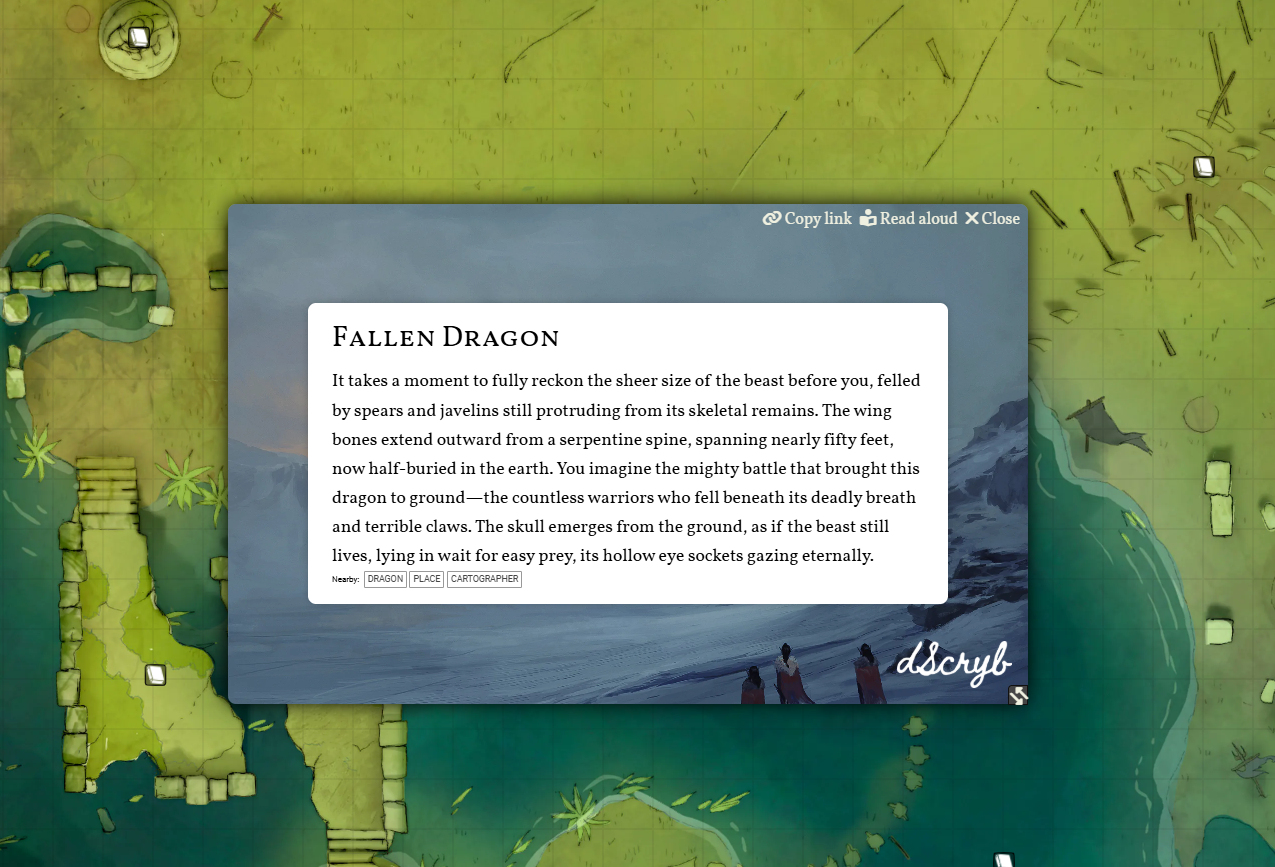 Copy link Read aloud Close
Fallen Dragon
It takes a moment to fully reckon the sheer size of the beast before you, felled
by spears and javelins still protruding from its skeletal remains. The wing
bones extend outward from a serpentine spine, spanning nearly fifty feet,
now half-buried in the earth. You imagine the mighty battle that brought this
dragon to ground—the countless warriors who fell beneath its deadly breath
and terrible claws. The skull emerges from the ground, as if the beast still
lives, lying in wait for easy prey, its hollow eye sockets gazing eternally.
Nearby: DRAGON PLACE CARTOGRAPHER
dScryb